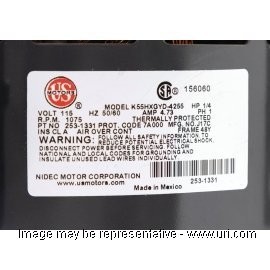 US
MOTORS
SA
156060
MODEL K55HXGYD-4255 HP 1/4
VOLT 115 HZ 50/60 AMP 4.73 PH 1
R.P.M. 1075 THERMALLY PROTECTED
PT NO 253-1331 PROT. CODE 7A000 MFG. NO. J17C
INS CL A AIR OVER CONT FRAME 48Y
WARNING: FOLLOW ALL SAFETY INFORMATION TO
REDUCE POTENTIAL ELECTRICAL SHOCK.
DISCONNECT POWER BEFORE SERVICING. FOLLOW
NATIONAL AND LOCAL CODES FOR GROUNDING.
INSULATE UNUSED LEAD WIRES INDIVIDUALLY.
NIDEC MOTOR CORPORATION
www.usmotors.com Made in Mexico
253-1331
Image may be representative - www.uri.com